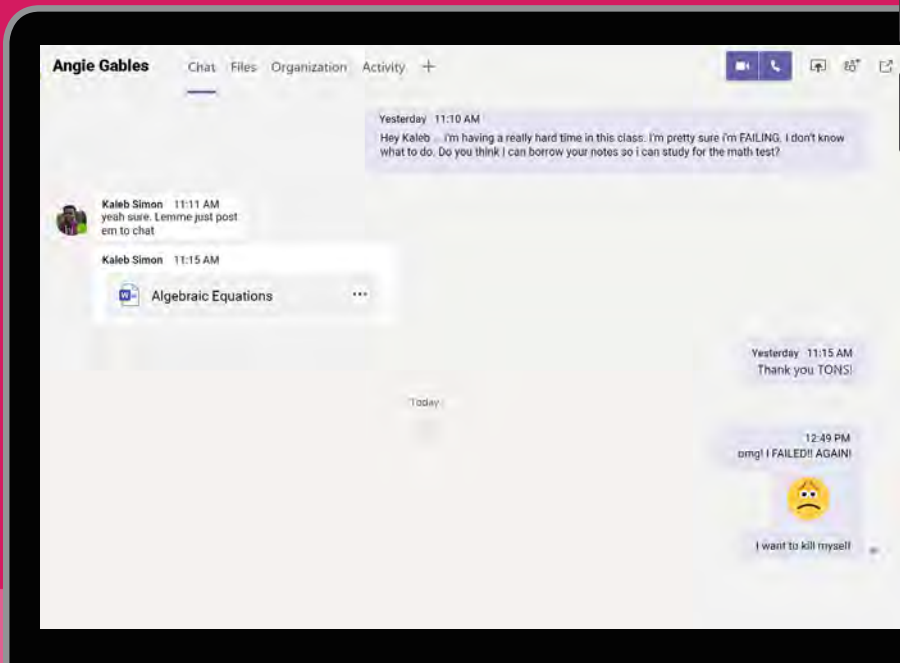 Angie Gables
Chat Files Organization Activity +
Yesterday 11:10 AM
Hey Kaleb ... i'm having a really hard time in this class. I'm pretty sure i'm FAILING. I don't know
what to do. Do you think I can borrow your notes so i can study for the math test?
Kaleb Simon 11:11 AM
yeah sure. Lemme just post
em to chat
Kaleb Simon 11:15 AM
W Algebraic Equations ...
Yesterday 11:15 AM
Thank you TONS!
Today
12:49 PM
omg! I FAILED!! AGAIN!
I want to kill myself